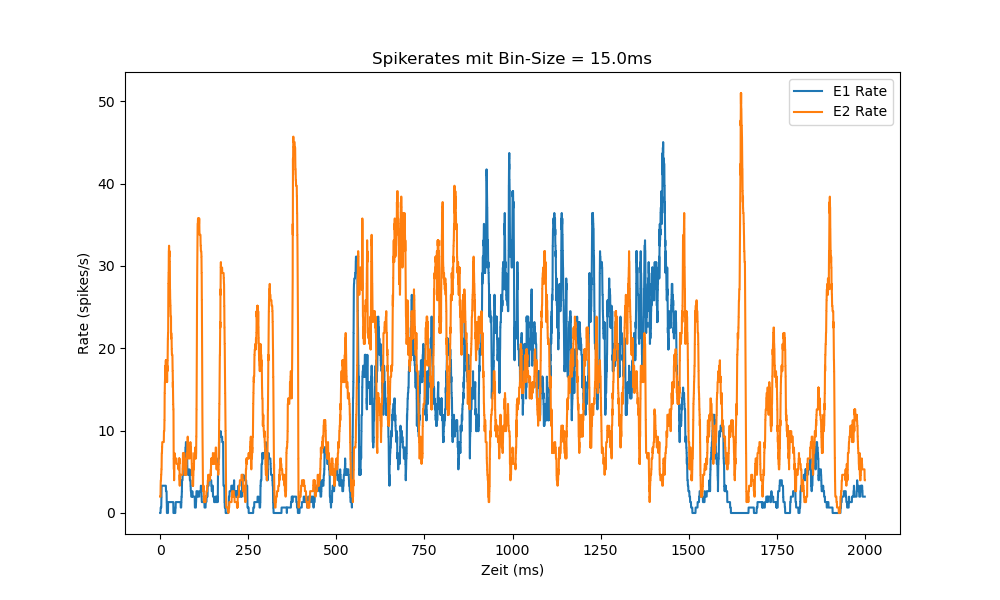 Spikerates mit Bin-Size = 15.0ms
E1 Rate
E2 Rate
50
40
30
20
10
0
Rate (spikes/s)
0 250 500 750 1000 1250 1500 1750 2000
Zeit (ms)